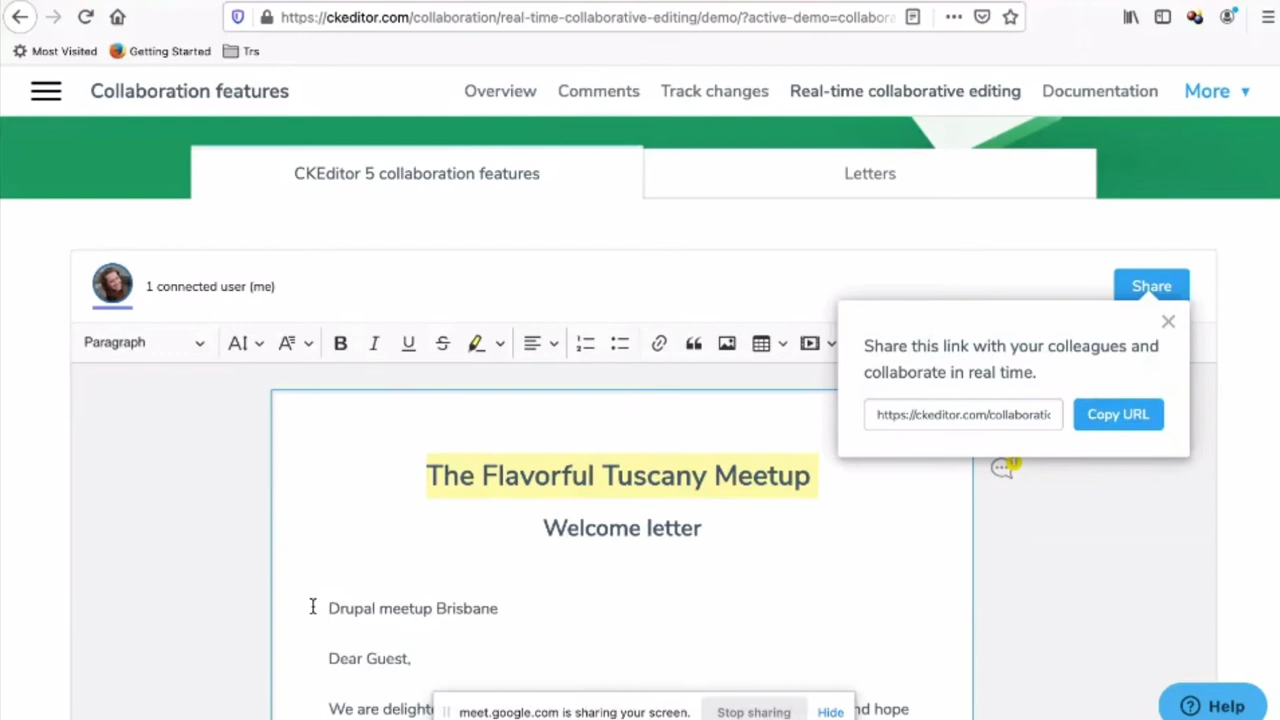 https://ckeditor.com/collaboration/real-time-collaborative-editing/demo/?active-demo=collabora
Most Visited Getting Started Trs
Collaboration features Overview Comments Track changes Real-time collaborative editing Documentation More
CKEditor 5 collaboration features Letters
1 connected user (me) Share
Paragraph
Share this link with your colleagues and
collaborate in real time.
https://ckeditor.com/collaboratic Copy URL
The Flavorful Tuscany Meetup
Welcome letter
Drupal meetup Brisbane
Dear Guest,
We are delighte nd hope
meet.google.com is sharing your screen. Stop sharing Hide
Help